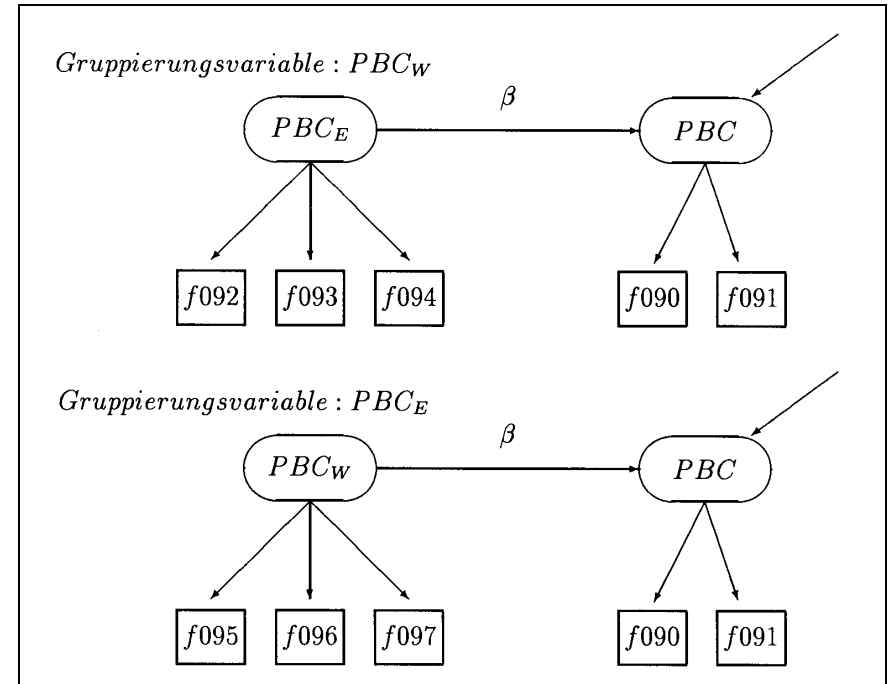 Gruppierungsvariable : PBC_W
β
PBC_E PBC
f092 f093 f094 f090 f091
Gruppierungsvariable : PBC_E
β
PBC_W PBC
f095 f096 f097 f090 f091